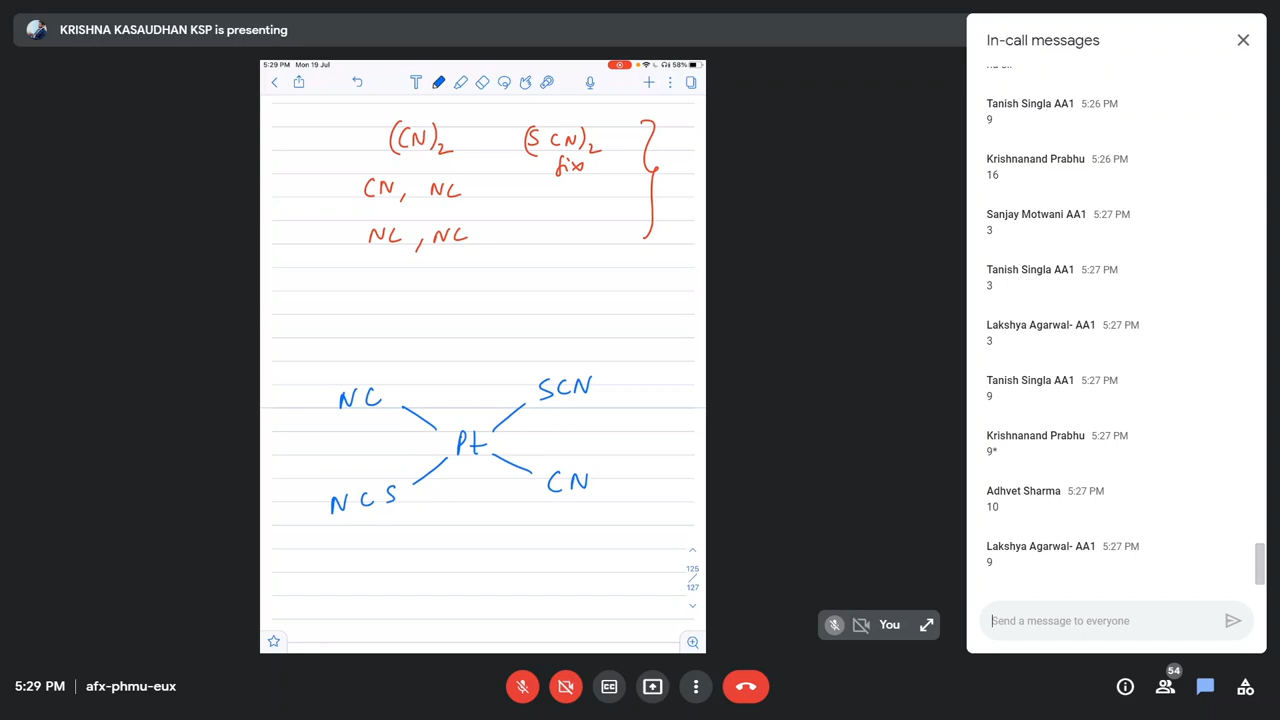 KRISHNA KASAUDHAN KSP is presenting
5:29 PM Mon 19 Jul
58%
T
(CN)2 (SCN)2
fix
CN, NC
NC, NC
NC SCN
Pt
NCS CN
125
127
You
In-call messages
Tanish Singla AA1 5:26 PM
9
Krishnanand Prabhu 5:26 PM
16
Sanjay Motwani AA1 5:27 PM
3
Tanish Singla AA1 5:27 PM
3
Lakshya Agarwal- AA1 5:27 PM
3
Tanish Singla AA1 5:27 PM
9
Krishnanand Prabhu 5:27 PM
9*
Adhvet Sharma 5:27 PM
10
Lakshya Agarwal- AA1 5:27 PM
9
Send a message to everyone
5:29 PM | afx-phmu-eux
CC
54